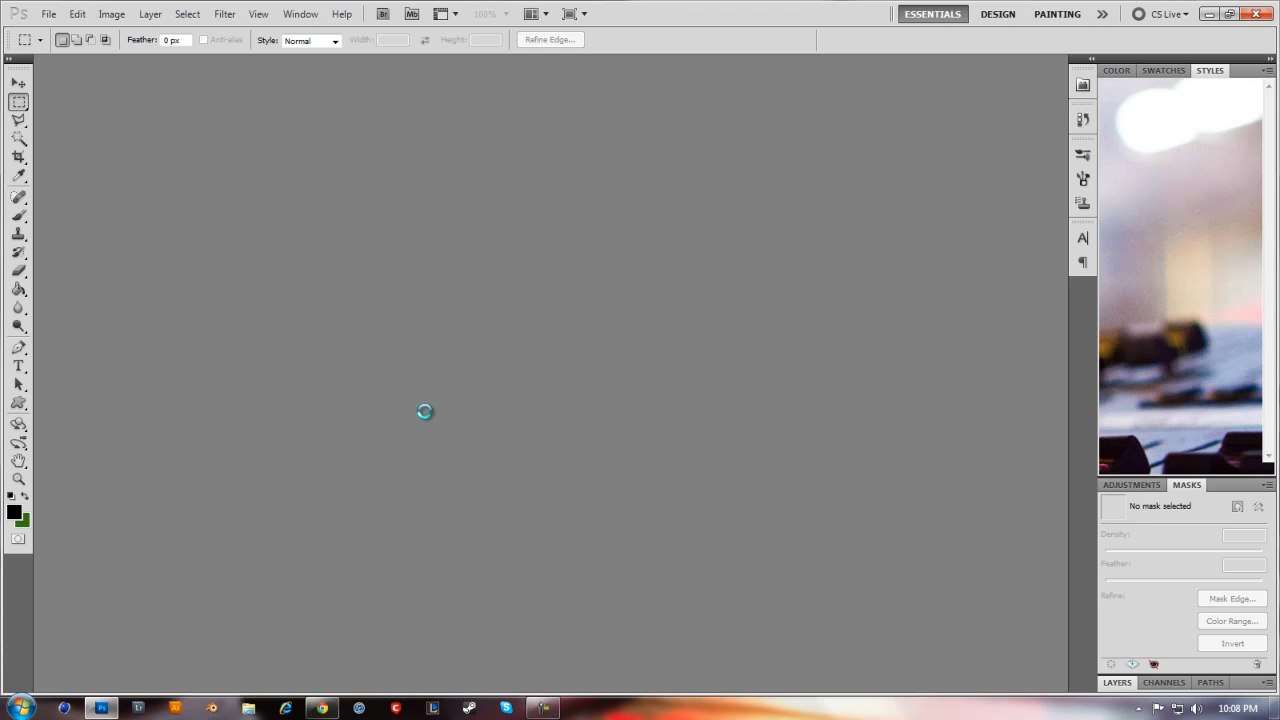 Ps File Edit Image Layer Select Filter View Window Help Br Mb 100% ESSENTIALS DESIGN PAINTING CS Live
Feather: 0 px Anti-alias Style: Normal Width: Height: Refine Edge...
COLOR SWATCHES STYLES
ADJUSTMENTS MASKS
No mask selected
Density:
Feather:
Refine: Mask Edge...
Color Range...
Invert
LAYERS CHANNELS PATHS
10:08 PM